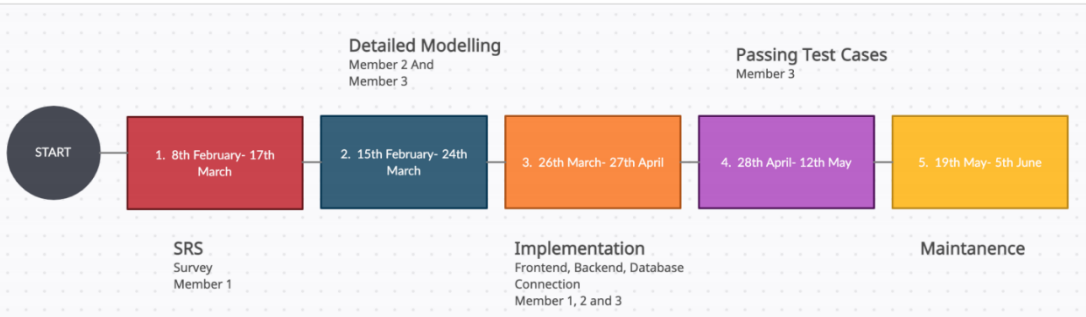 Detailed Modelling
Member 2 And
Member 3
Passing Test Cases
Member 3
START
1. 8th February- 17th
March
2. 15th February- 24th
March
3. 26th March- 27th April
4. 28th April- 12th May
5. 19th May- 5th June
SRS
Survey
Member 1
Implementation
Frontend, Backend, Database
Connection
Member 1, 2 and 3
Maintanence